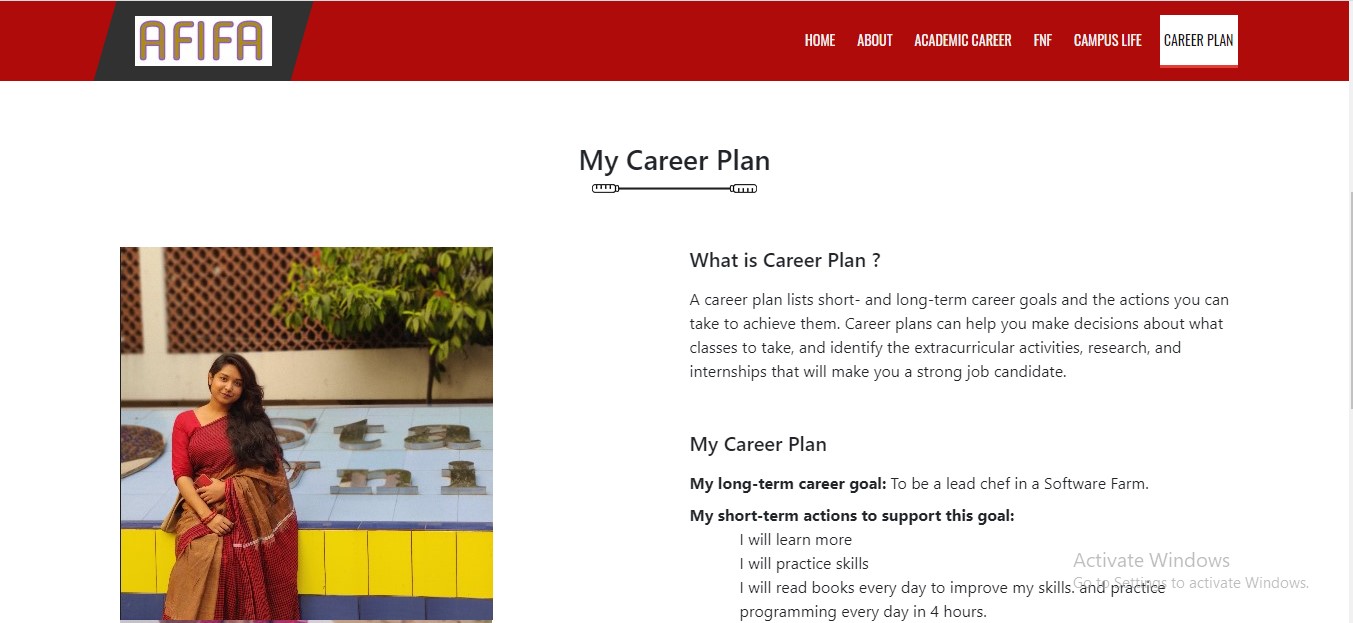 AFIFA
HOME ABOUT ACADEMIC CAREER FNF CAMPUS LIFE CAREER PLAN
My Career Plan
What is Career Plan ?
A career plan lists short- and long-term career goals and the actions you can
take to achieve them. Career plans can help you make decisions about what
classes to take, and identify the extracurricular activities, research, and
internships that will make you a strong job candidate.
Sta
ni
My Career Plan
My long-term career goal: To be a lead chef in a Software Farm.
My short-term actions to support this goal:
I will learn more
I will practice skills
I will read books every day to improve my skills. and practice
programming every day in 4 hours.
Activate Windows
Go to Settings to activate Windows.